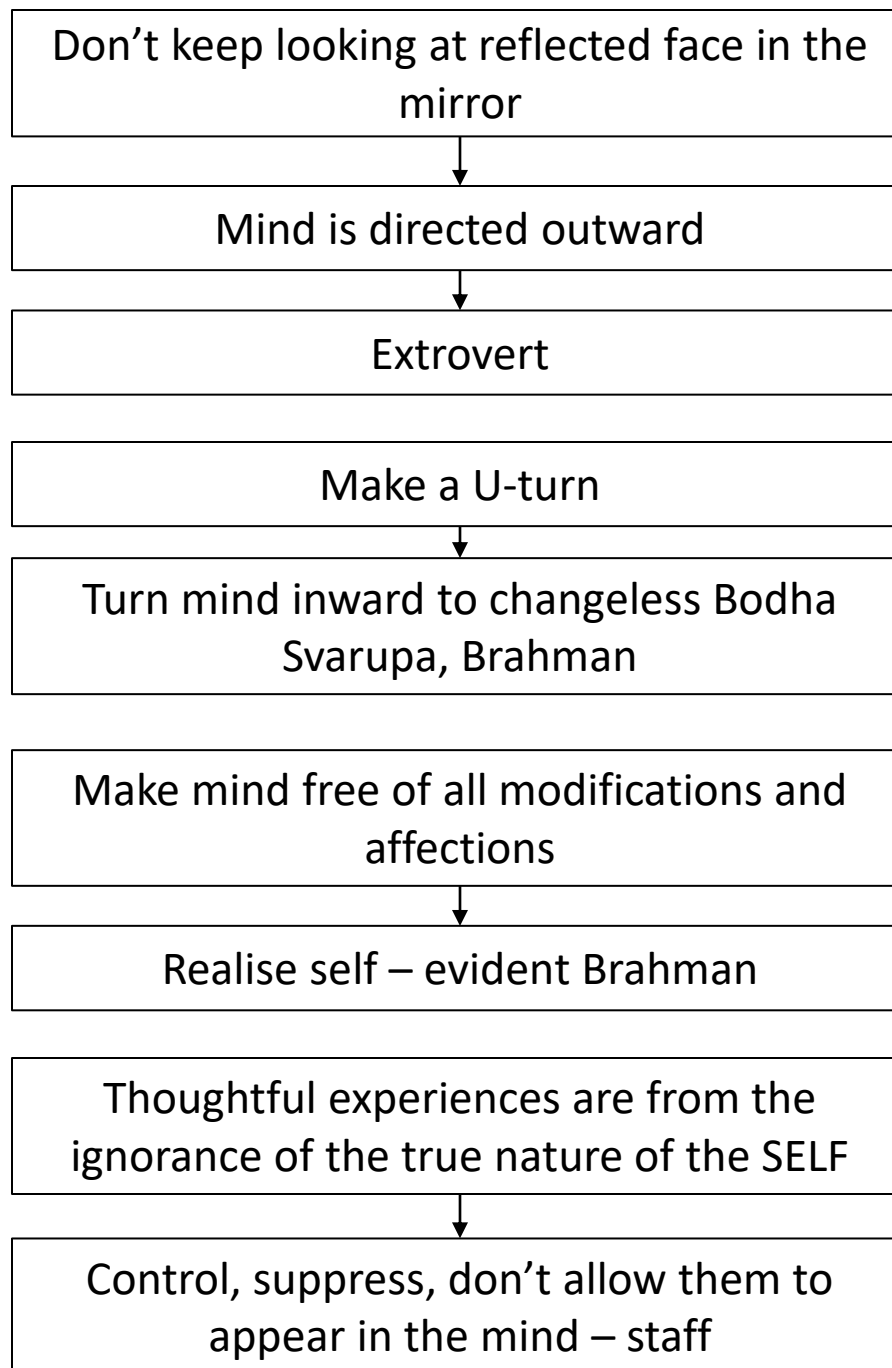 Don’t keep looking at reflected face in the
mirror
Mind is directed outward
Extrovert
Make a U-turn
Turn mind inward to changeless Bodha
Svarupa, Brahman
Make mind free of all modifications and
affections
Realise self – evident Brahman
Thoughtful experiences are from the
ignorance of the true nature of the SELF
Control, suppress, don’t allow them to
appear in the mind – staff